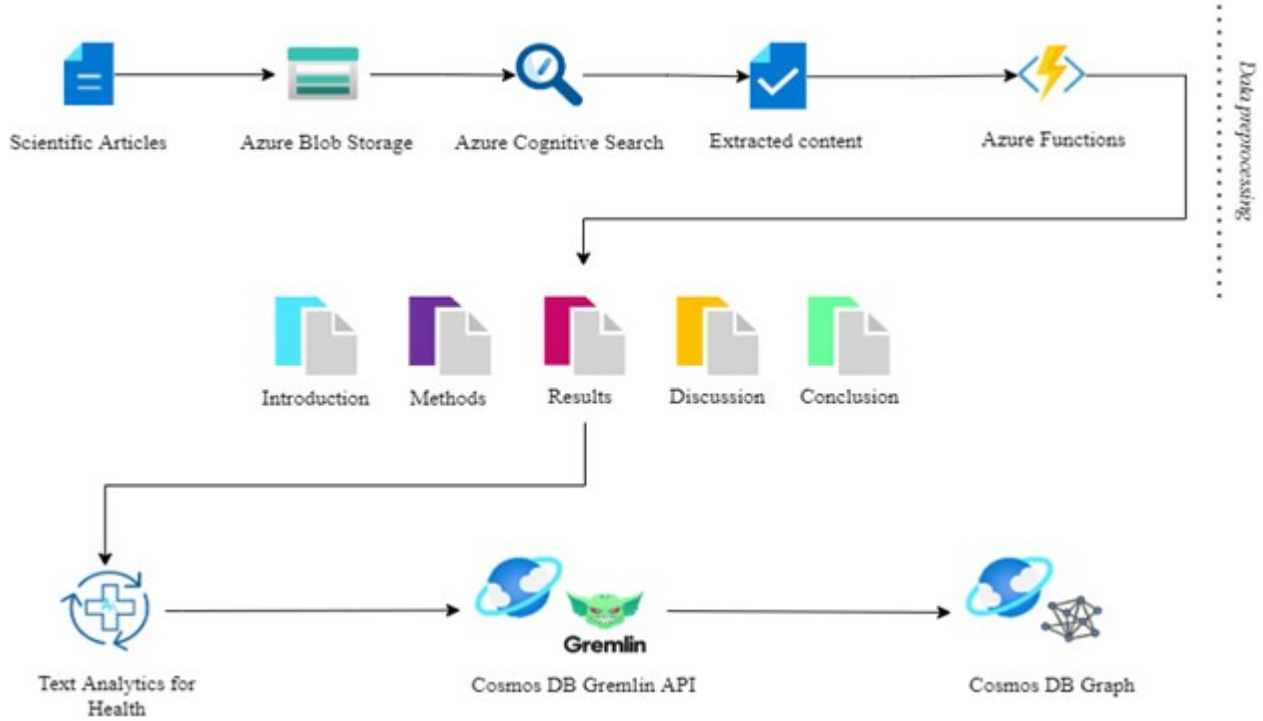 Scientific Articles
Azure Blob Storage
Azure Cognitive Search
Extracted content
Azure Functions
Data preprocessing
Introduction
Methods
Results
Discussion
Conclusion
Gremlin
Text Analytics for
Health
Cosmos DB Gremlin API
Cosmos DB Graph